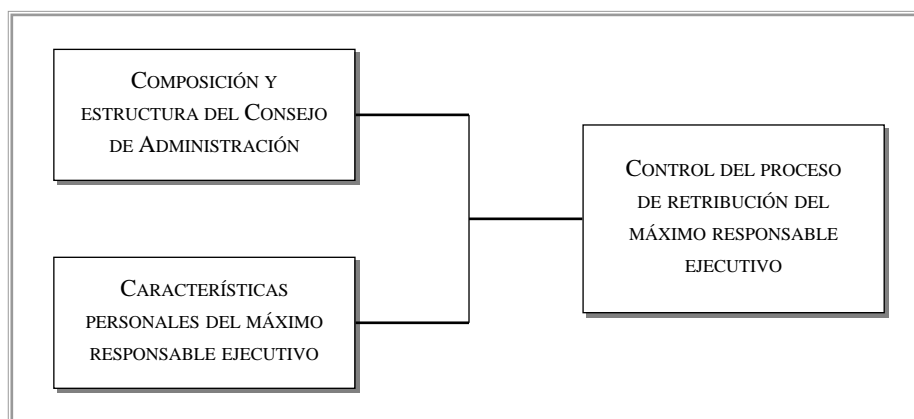 COMPOSICIÓN Y
ESTRUCTURA DEL CONSEJO
DE ADMINISTRACIÓN
CARACTERÍSTICAS
PERSONALES DEL MÁXIMO
RESPONSABLE EJECUTIVO
CONTROL DEL PROCESO
DE RETRIBUCIÓN DEL
MÁXIMO RESPONSABLE
EJECUTIVO